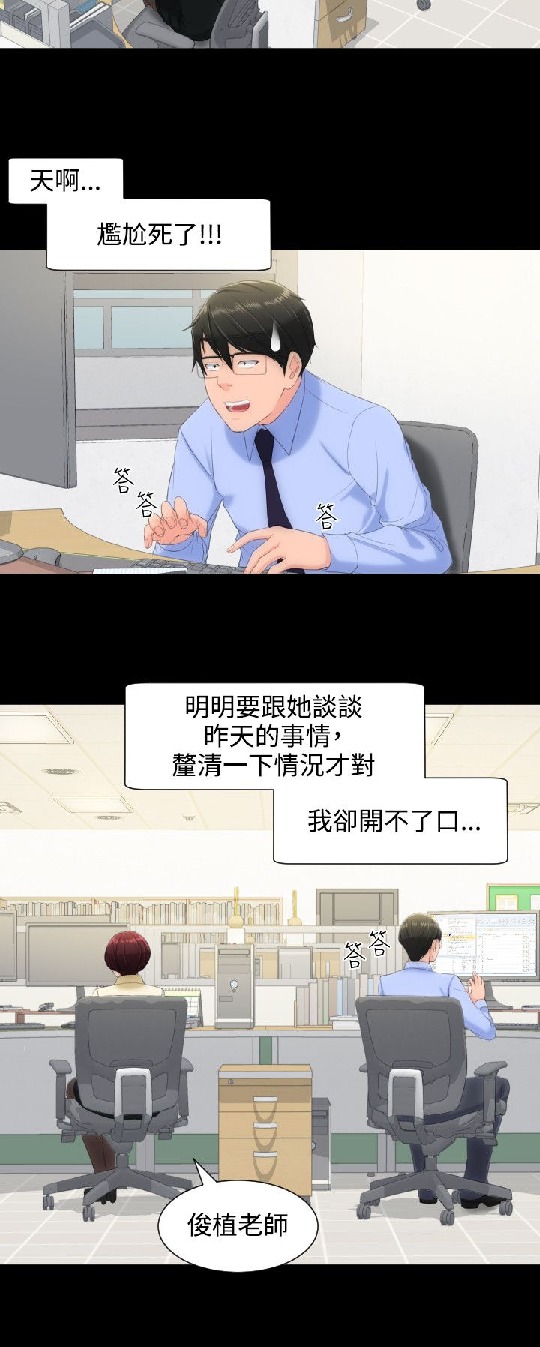 天啊...
尷尬死了!!!
答
答
答
明明要跟她談談
昨天的事情，
釐清一下情況才對
我卻開不了口...
答
答
俊植老師